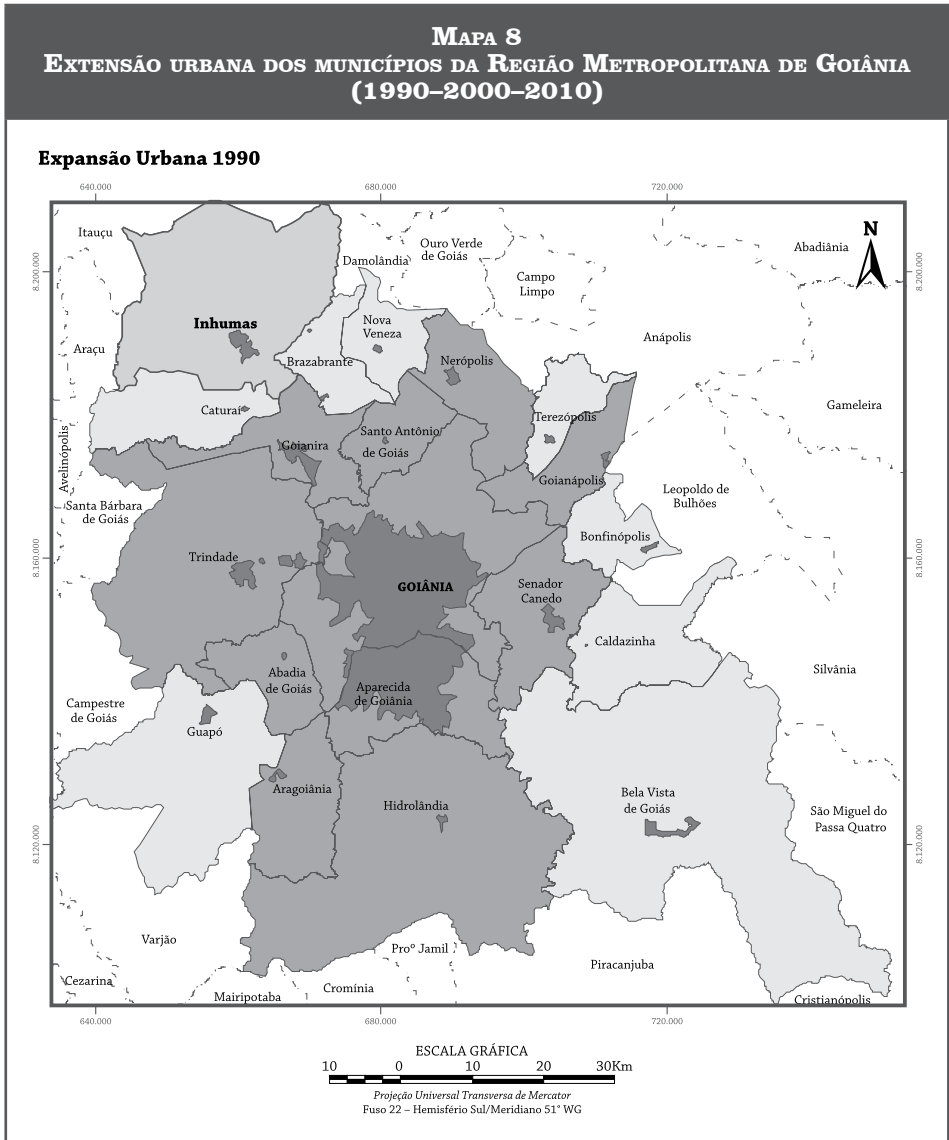 Mapa 8
Extensão urbana dos municípios da Região Metropolitana de Goiânia
(1990–2000–2010)
Expansão Urbana 1990
640.000
680.000
720.000
8.200.000
8.200.000
8.160.000
8.160.000
8.120.000
8.120.000
N
Itauçu
Damolândia
Ouro Verde
de Goiás
Campo
Limpo
Abadiânia
Inhumas
Nova
Veneza
Araçu
Brazabrante
Nerópolis
Anápolis
Caturaí
Terezópolis
Gameleira
Avelinópolis
Goianira
Santo Antônio
de Goiás
Goianápolis
Leopoldo de
Bulhões
Santa Bárbara
de Goiás
Bonfinópolis
Trindade
GOIÂNIA
Senador
Canedo
Caldazinha
Abadia
de Goiás
Aparecida
de Goiânia
Silvânia
Campestre
de Goiás
Guapó
Aragoiânia
Hidrolândia
Bela Vista
de Goiás
São Miguel do
Passa Quatro
Varjão
Proº Jamil
Piracanjuba
Cezarina
Mairipotaba
Cromínia
Cristianópolis
640.000
680.000
720.000
ESCALA GRÁFICA
10 0 10 20 30Km
Projeção Universal Transversa de Mercator
Fuso 22 – Hemisfério Sul/Meridiano 51° WG